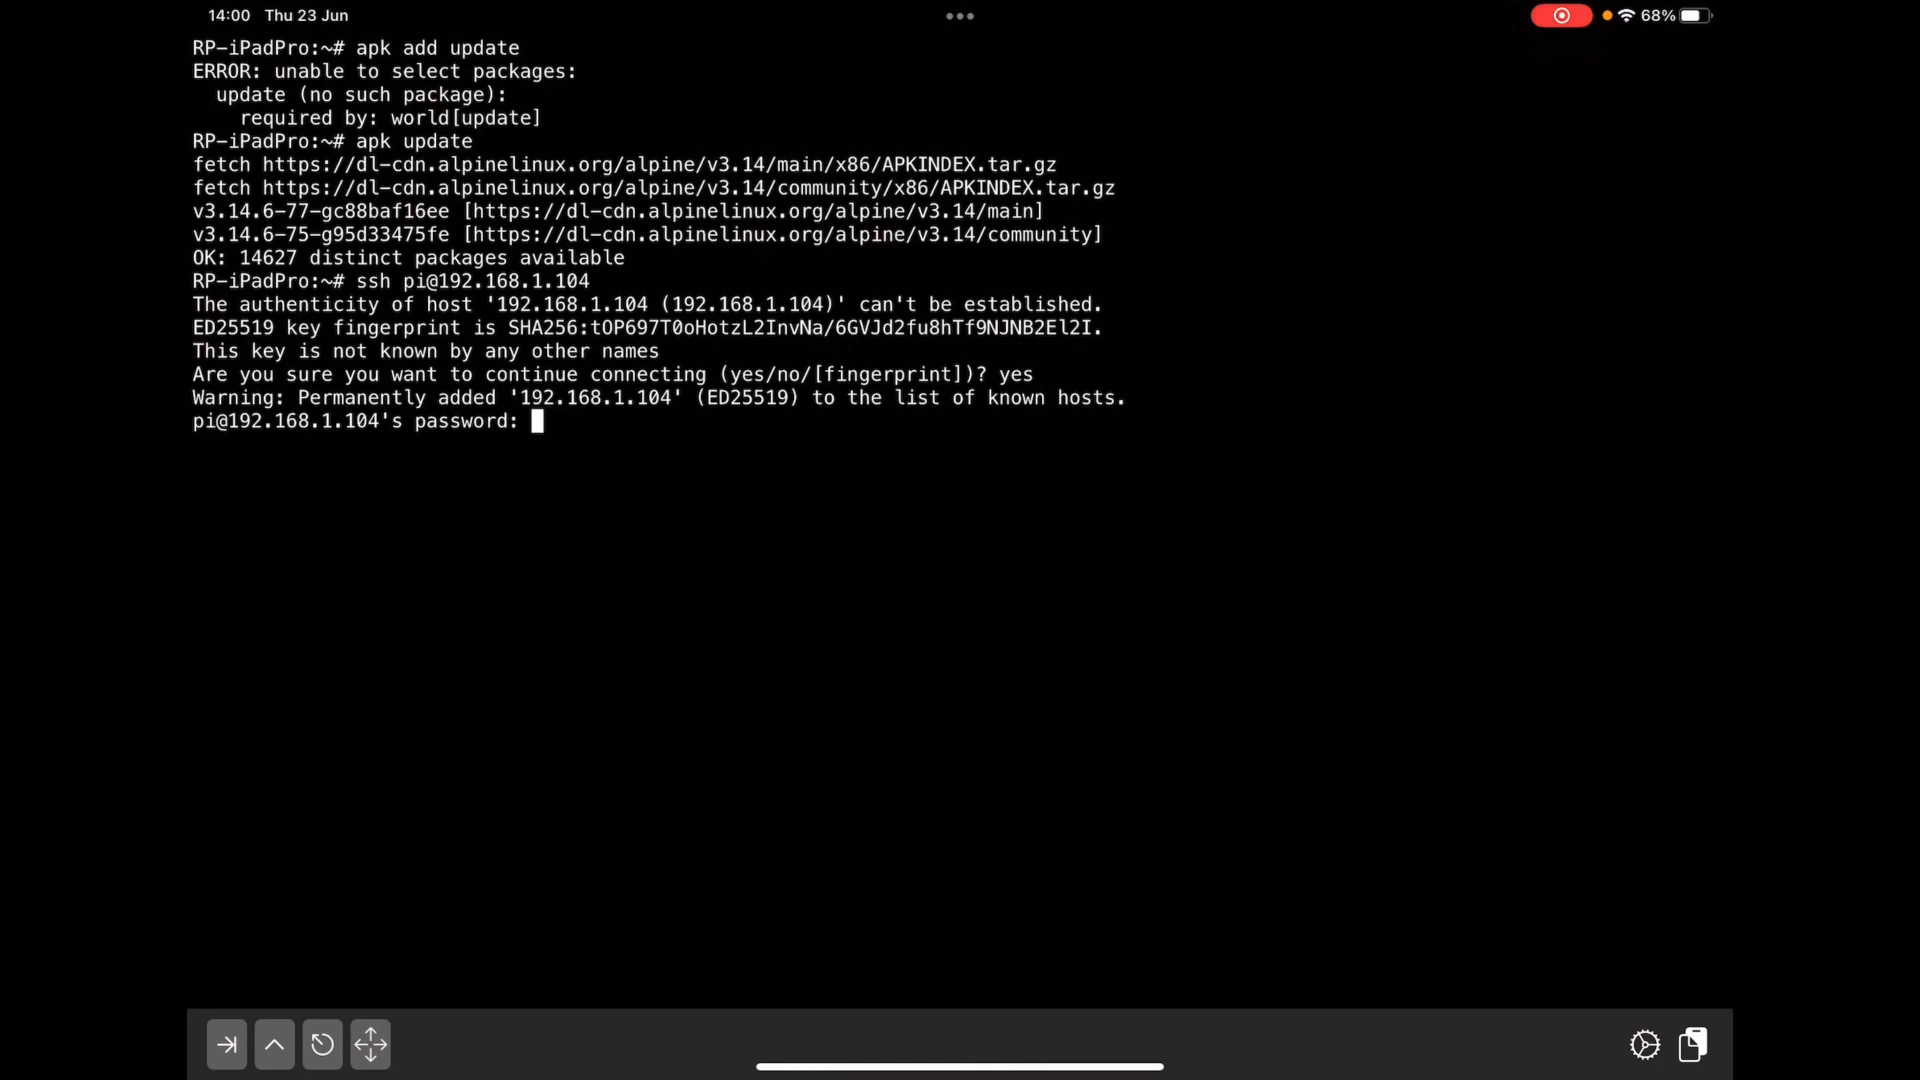 14:00 Thu 23 Jun 68%
RP-iPadPro:~# apk add update
ERROR: unable to select packages:
  update (no such package):
    required by: world[update]
RP-iPadPro:~# apk update
fetch https://dl-cdn.alpinelinux.org/alpine/v3.14/main/x86/APKINDEX.tar.gz
fetch https://dl-cdn.alpinelinux.org/alpine/v3.14/community/x86/APKINDEX.tar.gz
v3.14.6-77-gc88baf16ee [https://dl-cdn.alpinelinux.org/alpine/v3.14/main]
v3.14.6-75-g95d33475fe [https://dl-cdn.alpinelinux.org/alpine/v3.14/community]
OK: 14627 distinct packages available
RP-iPadPro:~# ssh pi@192.168.1.104
The authenticity of host '192.168.1.104 (192.168.1.104)' can't be established.
ED25519 key fingerprint is SHA256:tOP697T0oHotzL2InvNa/6GVJd2fu8hTf9NJNB2El2I.
This key is not known by any other names
Are you sure you want to continue connecting (yes/no/[fingerprint])? yes
Warning: Permanently added '192.168.1.104' (ED25519) to the list of known hosts.
pi@192.168.1.104's password: